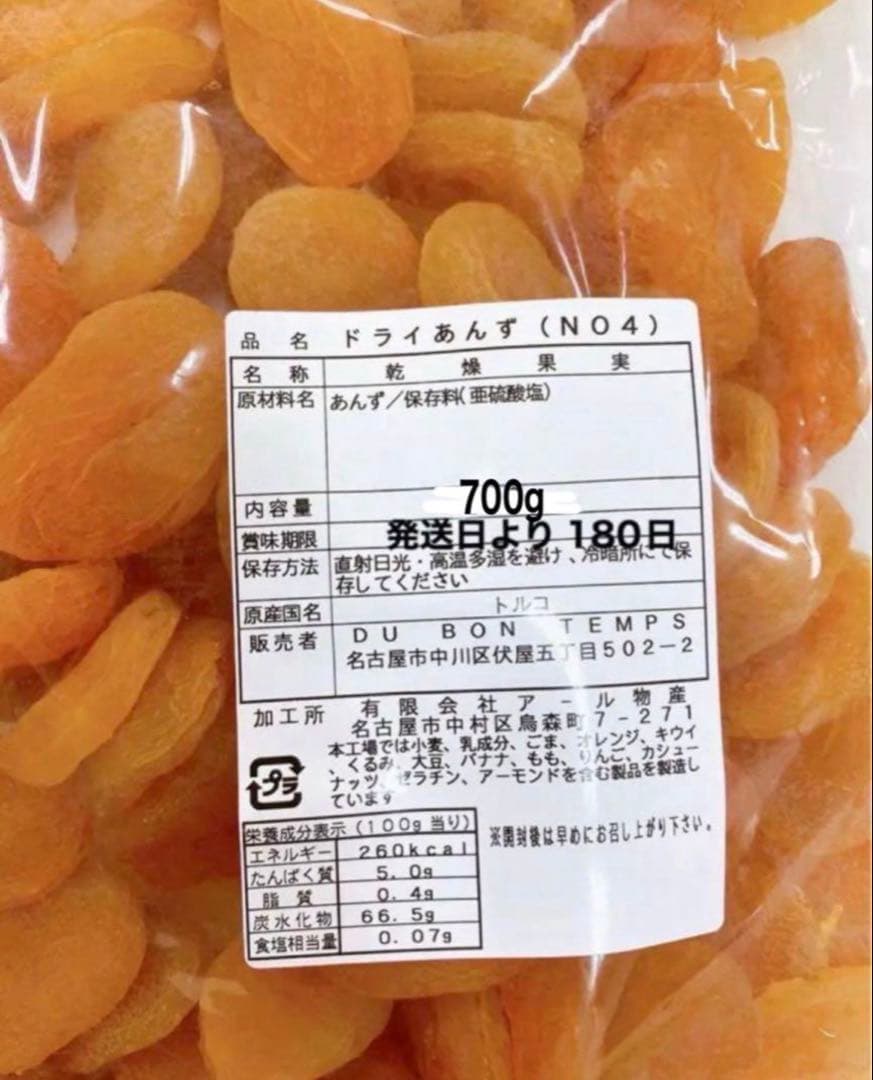 品名 ドライあんず(NO4)
名称 乾燥果実
原材料名 あんず/保存料(亜硫酸塩)
内容量 700g
賞味期限 発送日より 180日
保存方法 直射日光・高温多湿を避け、冷暗所にて保
存してください
原産国名 トルコ
販売者 DU BON TEMPS
名古屋市中川区伏屋五丁目502-2
加工所 有限会社アール物産
名古屋市中村区烏森町7-271
本工場では小麦、乳成分、ごま、オレンジ、キウイ
、くるみ、大豆、バナナ、もも、りんご、カシュー
ナッツ、ゼラチン、アーモンドを含む製品を製造し
ています
プラ
栄養成分表示(100g当り)
エネルギー 260kcal
たんぱく質 5.0g
脂質 0.4g
炭水化物 66.5g
食塩相当量 0.07g
※開封後は早めにお召し上がり下さい。